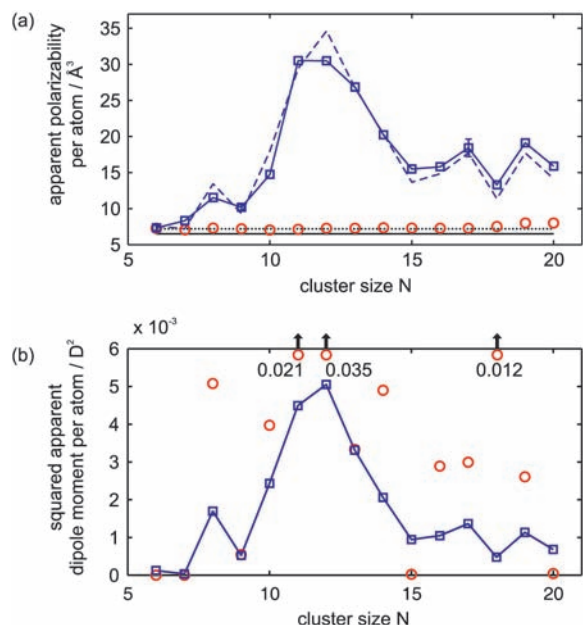 (a)
apparent polarizability
per atom / Å³
35
30
25
20
15
10
5
5 10 15 20
cluster size N
(b)
x 10⁻³
squared apparent
dipole moment per atom / D²
6
5
4
3
2
1
0
0.021 0.035 0.012
5 10 15 20
cluster size N